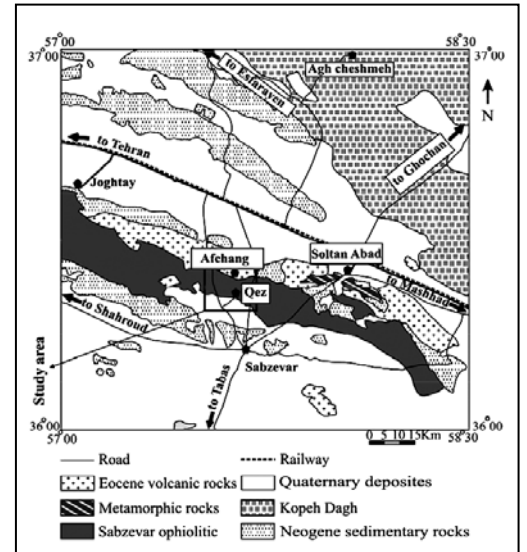 57°00
58°30
37°00
37°00
to Esfaraven
Agh cheshmeh
N
to Ghochan
to Tehran
Joghtay
Afchang
Soltan Abad
to Mashhad
Qez
to Shahroud
Study area
Sabzevar
to Tabas
36°00
36°00
57°00
58°30
0 5 10 15Km
Road
Railway
Eocene volcanic rocks
Quaternary deposites
Metamorphic rocks
Kopeh Dagh
Sabzevar ophiolitic
Neogene sedimentary rocks